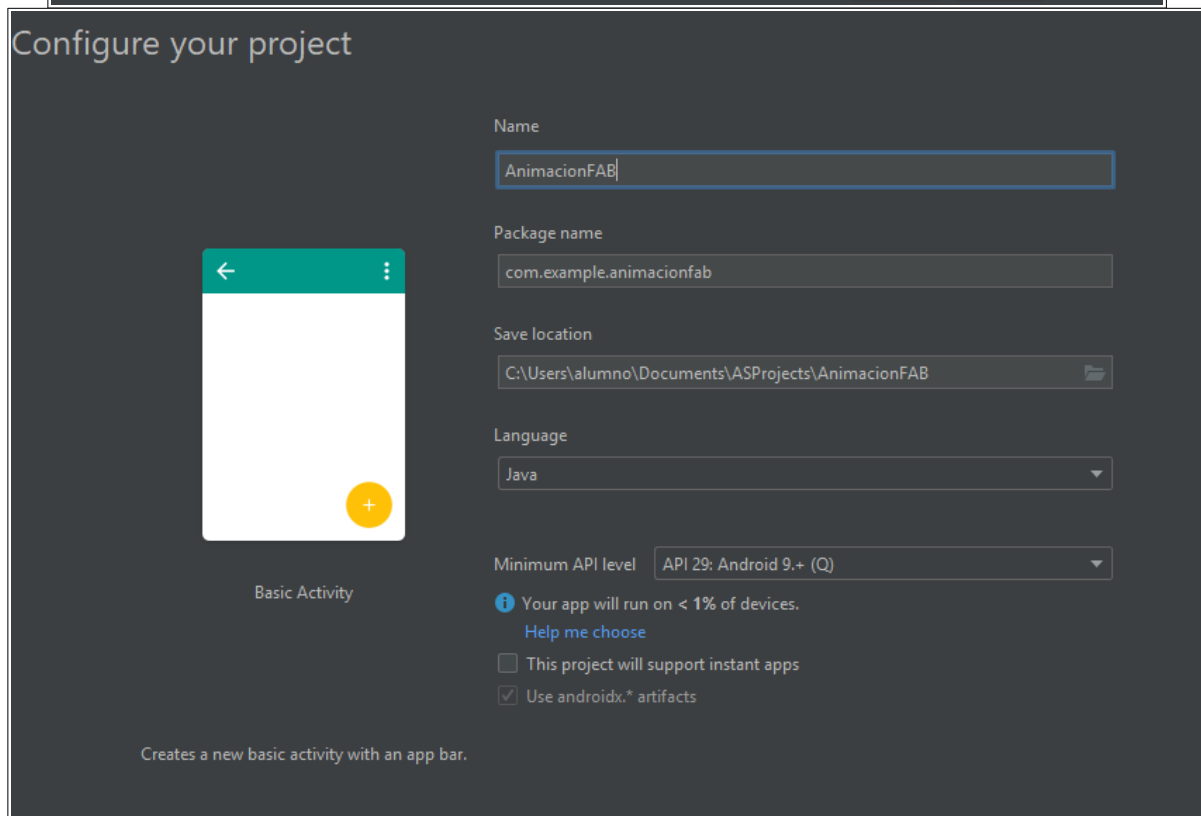 Configure your project
Name
AnimacionFAB
Package name
com.example.animacionfab
Save location
C:\Users\alumno\Documents\ASProjects\AnimacionFAB
Language
Java
Minimum API level API 29: Android 9.+ (Q)
Basic Activity
Your app will run on < 1% of devices.
Help me choose
This project will support instant apps
Use androidx.* artifacts
Creates a new basic activity with an app bar.